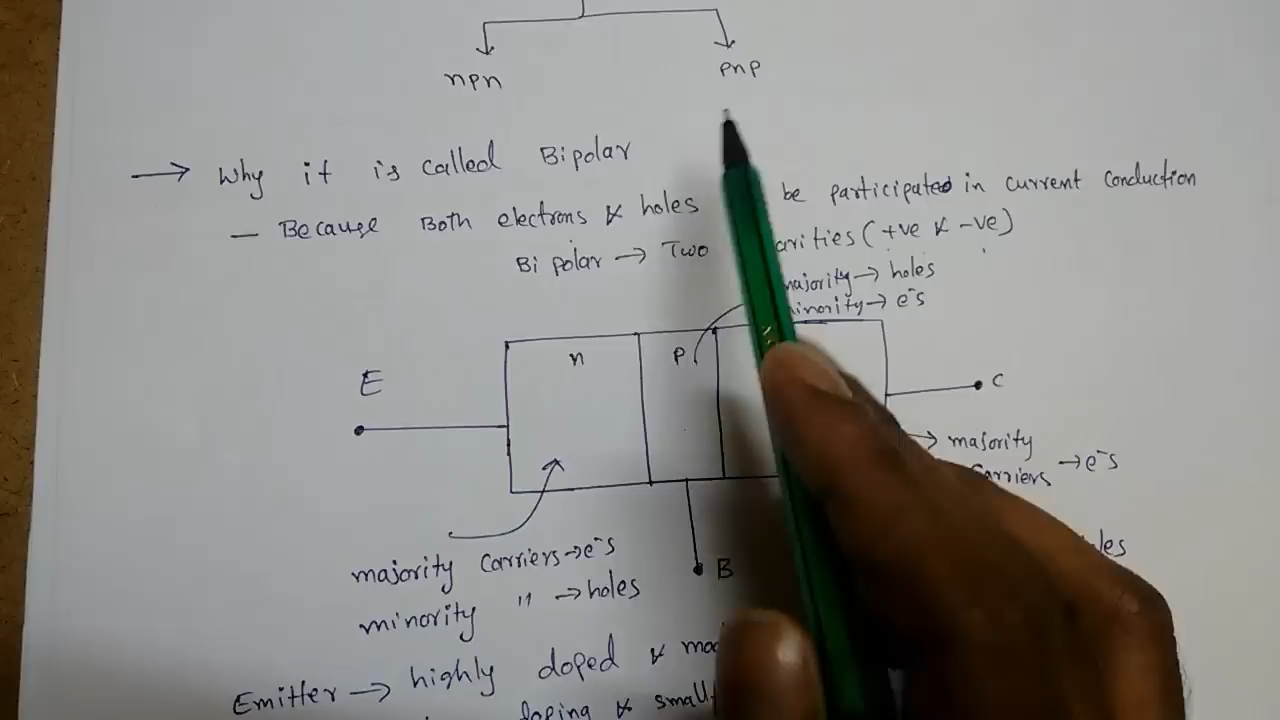 npn pnp
→ Why it is called Bipolar
— Because Both electrons & holes be participated in current conduction
Bi polar → Two arities (+ve & -ve)
majority → holes
minority → e⁻s
n P
E
C
→ majority
carriers → e⁻s
B
majority carriers → e⁻s
minority " → holes
Emitter → highly doped &
doping & small